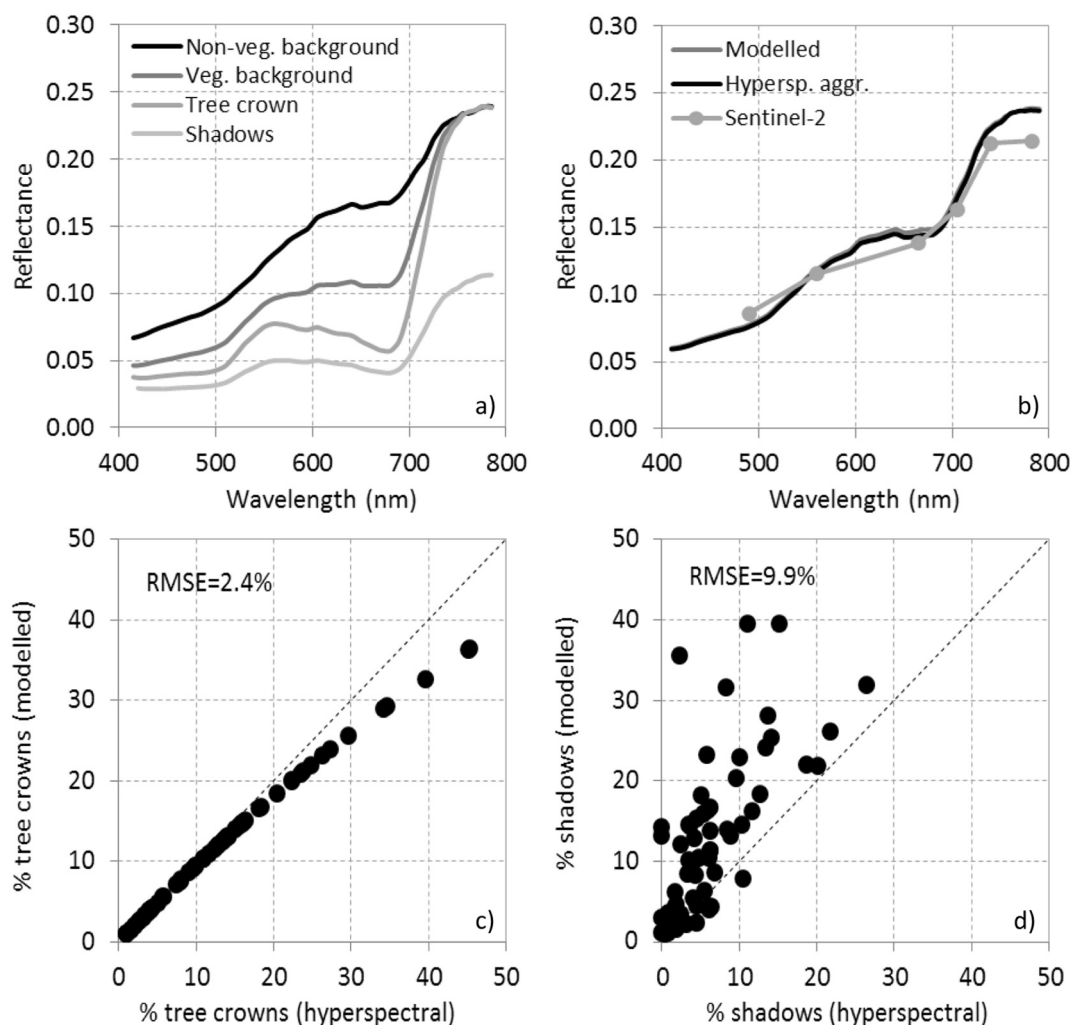 0.30
0.25
0.20
0.15
0.10
0.05
0.00
Reflectance
Non-veg. background
Veg. background
Tree crown
Shadows
a)
400 500 600 700 800
Wavelength (nm)
0.30
0.25
0.20
0.15
0.10
0.05
0.00
Reflectance
Modelled
Hypersp. aggr.
Sentinel-2
b)
400 500 600 700 800
Wavelength (nm)
50
40
30
20
10
0
% tree crowns (modelled)
RMSE=2.4%
c)
0 10 20 30 40 50
% tree crowns (hyperspectral)
50
40
30
20
10
0
% shadows (modelled)
RMSE=9.9%
d)
0 10 20 30 40 50
% shadows (hyperspectral)